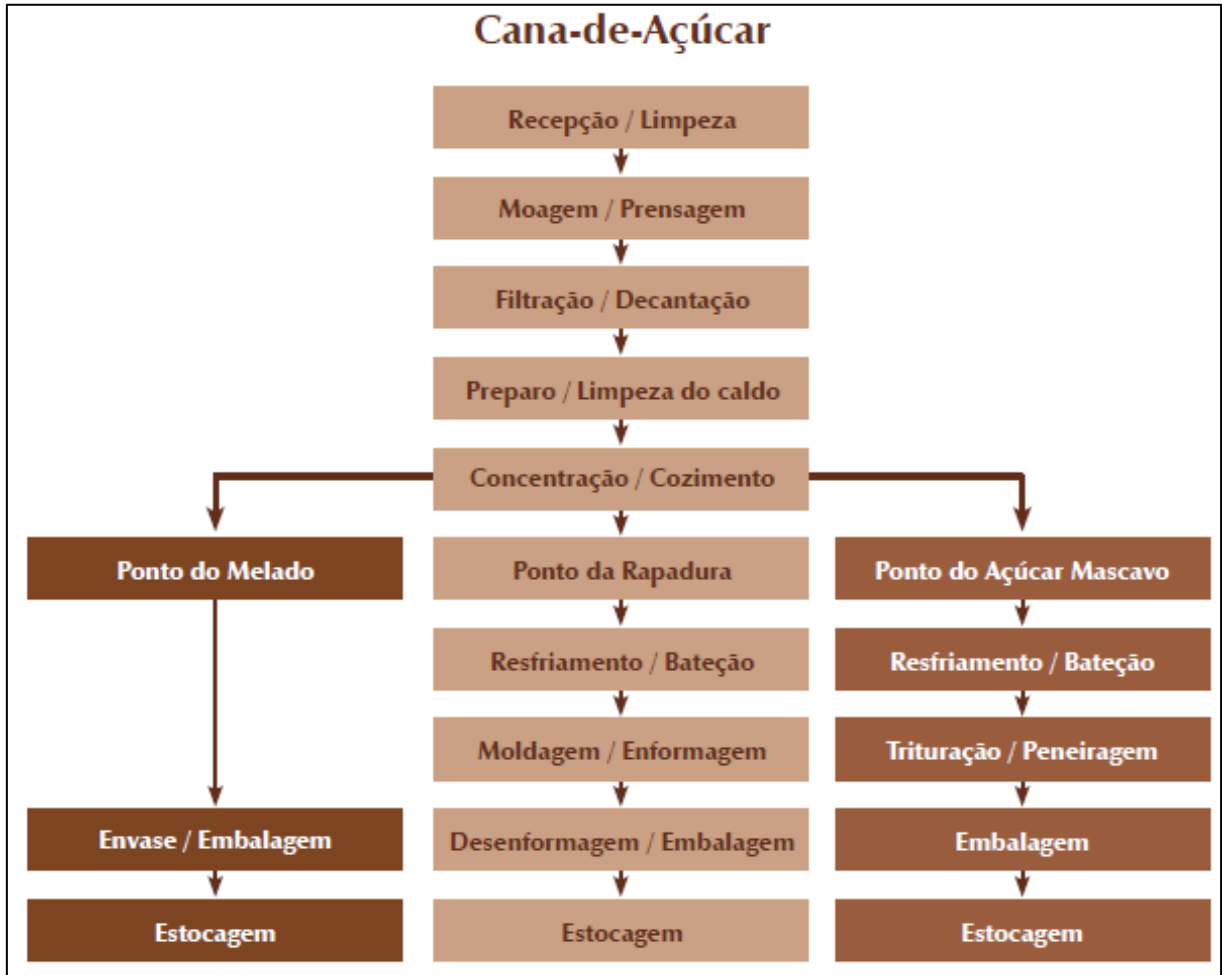 Cana-de-Açúcar
Recepção / Limpeza
Moagem / Prensagem
Filtração / Decantação
Preparo / Limpeza do caldo
Concentração / Cozimento
Ponto do Melado
Envase / Embalagem
Estocagem
Ponto da Rapadura
Resfriamento / Bateção
Moldagem / Enformagem
Desenformagem / Embalagem
Estocagem
Ponto do Açúcar Mascavo
Resfriamento / Bateção
Trituração / Peneiragem
Embalagem
Estocagem